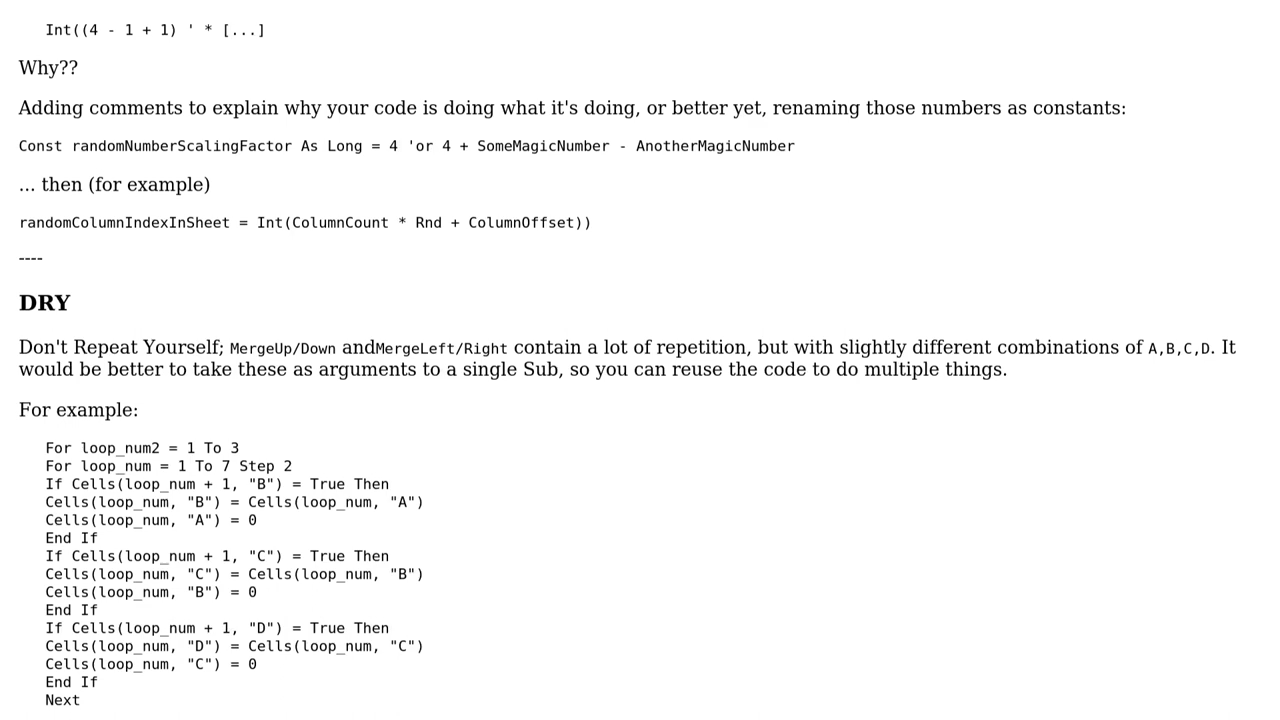 Int((4 - 1 + 1) ' * [...]
Why??
Adding comments to explain why your code is doing what it's doing, or better yet, renaming those numbers as constants:
Const randomNumberScalingFactor As Long = 4 'or 4 + SomeMagicNumber - AnotherMagicNumber
... then (for example)
randomColumnIndexInSheet = Int(ColumnCount * Rnd + ColumnOffset))
----
DRY
Don't Repeat Yourself; MergeUp/Down andMergeLeft/Right contain a lot of repetition, but with slightly different combinations of A,B,C,D. It
would be better to take these as arguments to a single Sub, so you can reuse the code to do multiple things.
For example:
For loop_num2 = 1 To 3
For loop_num = 1 To 7 Step 2
If Cells(loop_num + 1, "B") = True Then
Cells(loop_num, "B") = Cells(loop_num, "A")
Cells(loop_num, "A") = 0
End If
If Cells(loop_num + 1, "C") = True Then
Cells(loop_num, "C") = Cells(loop_num, "B")
Cells(loop_num, "B") = 0
End If
If Cells(loop_num + 1, "D") = True Then
Cells(loop_num, "D") = Cells(loop_num, "C")
Cells(loop_num, "C") = 0
End If
Next